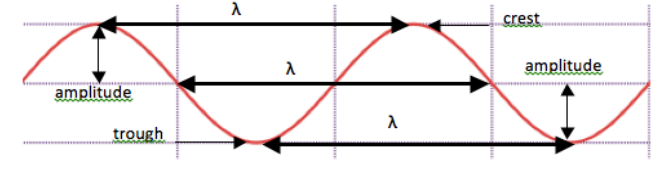 λ
crest
λ
amplitude
amplitude
λ
trough